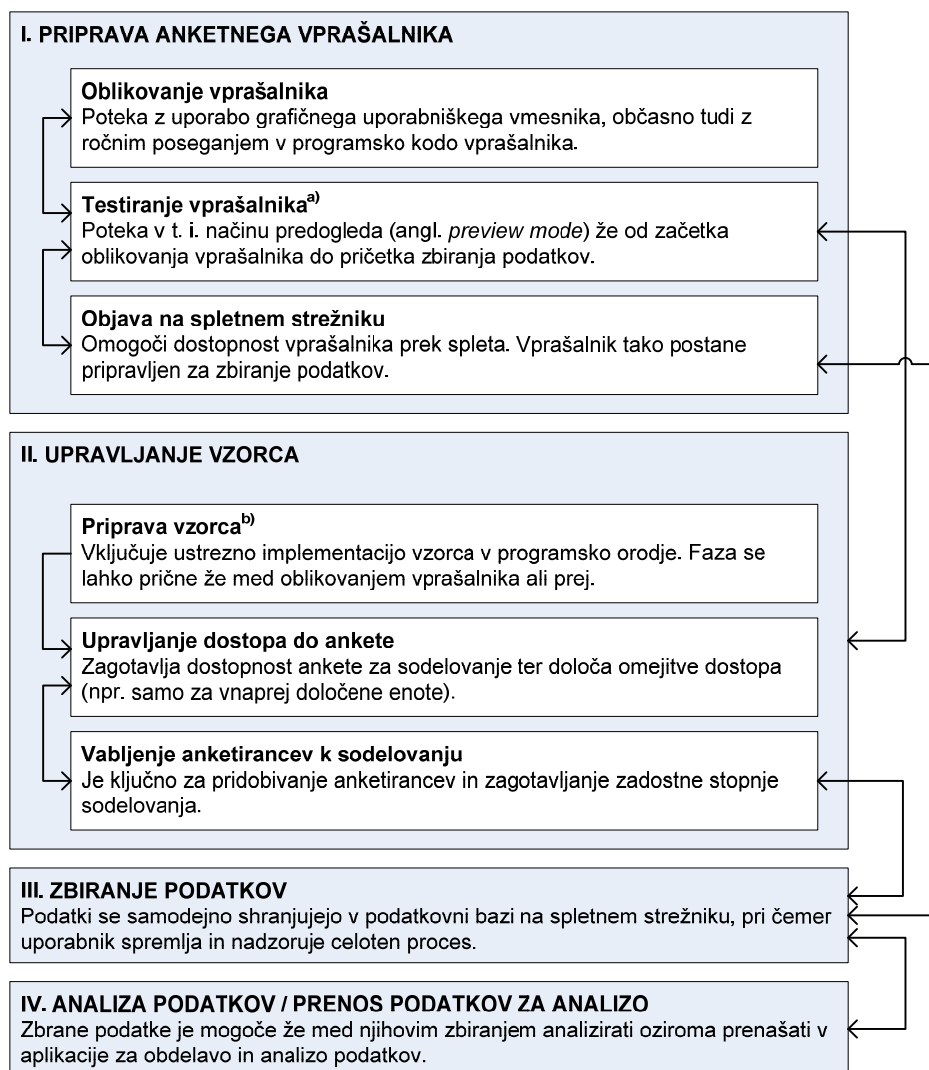 I. PRIPRAVA ANKETNEGA VPRAŠALNIKA
Oblikovanje vprašalnika
Poteka z uporabo grafičnega uporabniškega vmesnika, občasno tudi z
ročnim poseganjem v programsko kodo vprašalnika.
Testiranje vprašalnikaa)
Poteka v t. i. načinu predogleda (angl. preview mode) že od začetka
oblikovanja vprašalnika do pričetka zbiranja podatkov.
Objava na spletnem strežniku
Omogoči dostopnost vprašalnika prek spleta. Vprašalnik tako postane
pripravljen za zbiranje podatkov.
II. UPRAVLJANJE VZORCA
Priprava vzorcab)
Vključuje ustrezno implementacijo vzorca v programsko orodje. Faza se
lahko prične že med oblikovanjem vprašalnika ali prej.
Upravljanje dostopa do ankete
Zagotavlja dostopnost ankete za sodelovanje ter določa omejitve dostopa
(npr. samo za vnaprej določene enote).
Vabljenje anketirancev k sodelovanju
Je ključno za pridobivanje anketirancev in zagotavljanje zadostne stopnje
sodelovanja.
III. ZBIRANJE PODATKOV
Podatki se samodejno shranjujejo v podatkovni bazi na spletnem strežniku, pri čemer
uporabnik spremlja in nadzoruje celoten proces.
IV. ANALIZA PODATKOV / PRENOS PODATKOV ZA ANALIZO
Zbrane podatke je mogoče že med njihovim zbiranjem analizirati oziroma prenašati v
aplikacije za obdelavo in analizo podatkov.